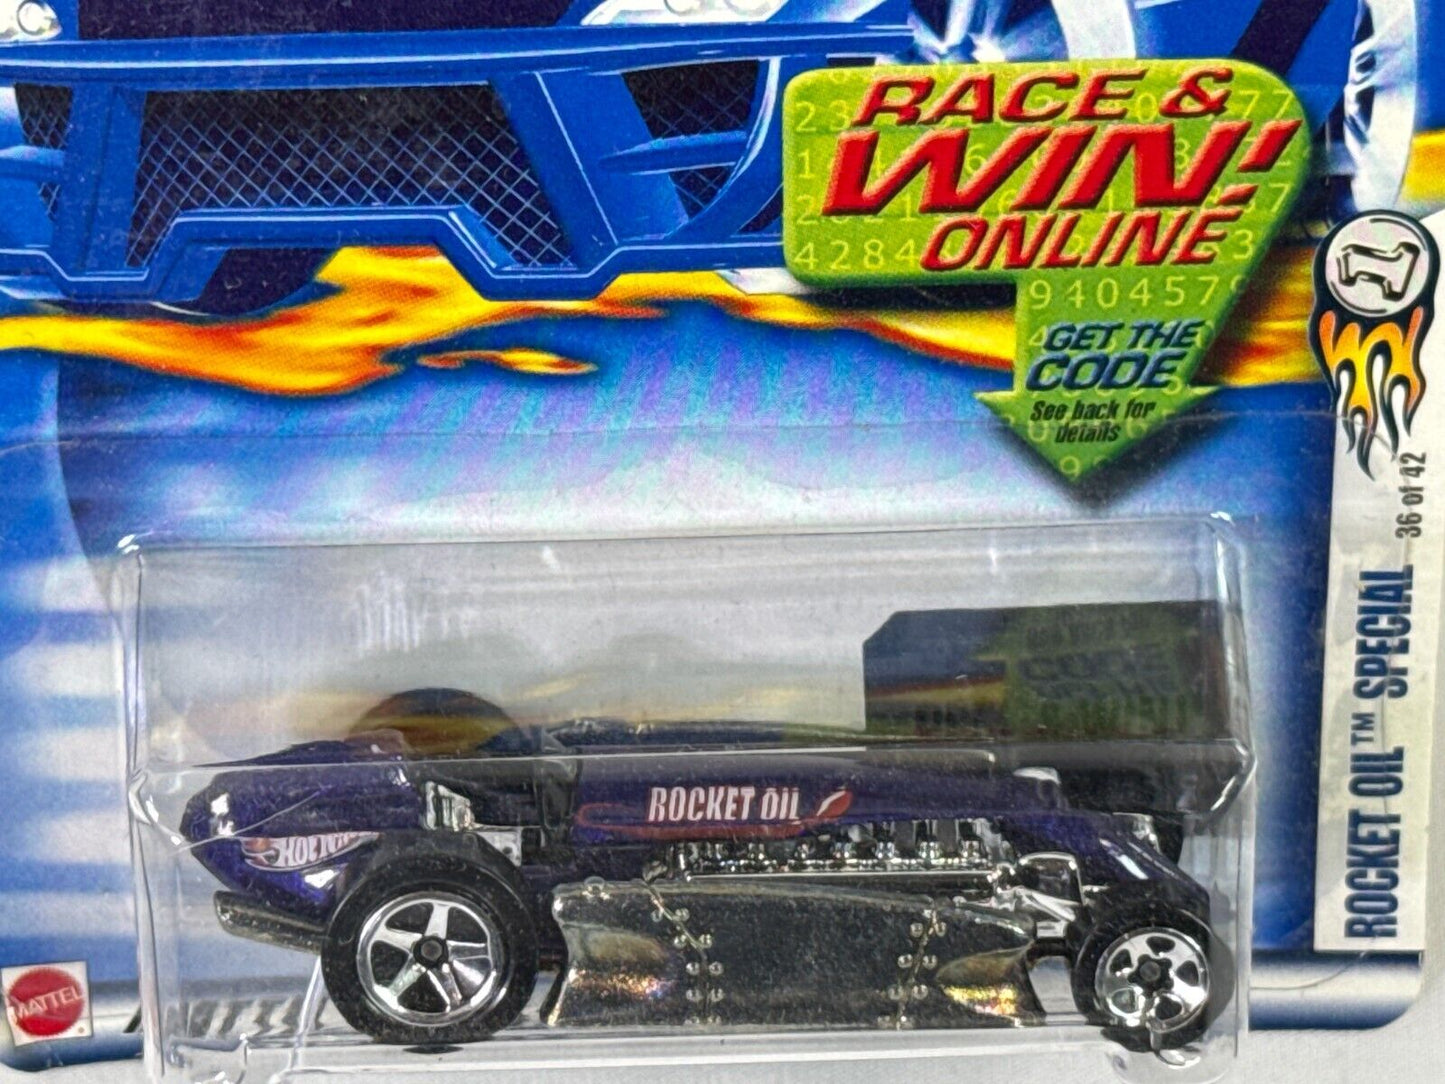 RACE &
WIN!
ONLINE
9404579
GET THE
CODE
See back for
details
ROCKET OIL™ SPECIAL
36 of 42
ROCKET OIL
MATTEL